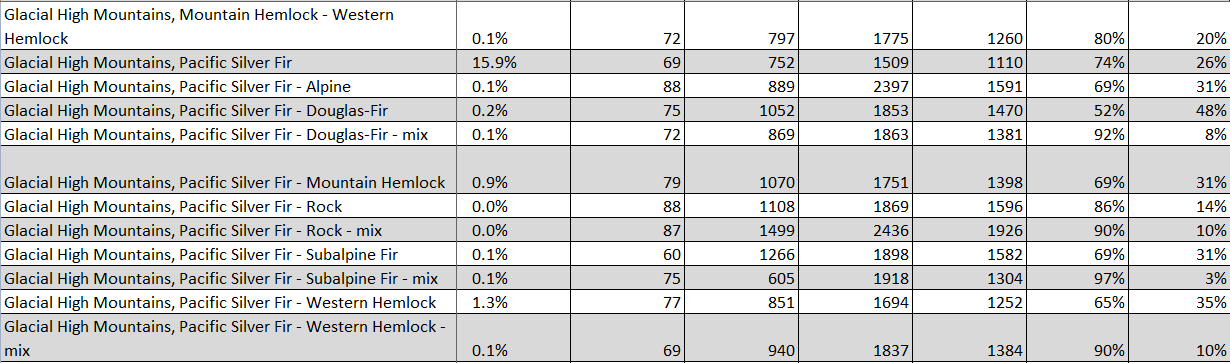 Glacial High Mountains, Mountain Hemlock - Western
Hemlock 0.1% 72 797 1775 1260 80% 20%
Glacial High Mountains, Pacific Silver Fir 15.9% 69 752 1509 1110 74% 26%
Glacial High Mountains, Pacific Silver Fir - Alpine 0.1% 88 889 2397 1591 69% 31%
Glacial High Mountains, Pacific Silver Fir - Douglas-Fir 0.2% 75 1052 1853 1470 52% 48%
Glacial High Mountains, Pacific Silver Fir - Douglas-Fir - mix 0.1% 72 869 1863 1381 92% 8%
Glacial High Mountains, Pacific Silver Fir - Mountain Hemlock 0.9% 79 1070 1751 1398 69% 31%
Glacial High Mountains, Pacific Silver Fir - Rock 0.0% 88 1108 1869 1596 86% 14%
Glacial High Mountains, Pacific Silver Fir - Rock - mix 0.0% 87 1499 2436 1926 90% 10%
Glacial High Mountains, Pacific Silver Fir - Subalpine Fir 0.1% 60 1266 1898 1582 69% 31%
Glacial High Mountains, Pacific Silver Fir - Subalpine Fir - mix 0.1% 75 605 1918 1304 97% 3%
Glacial High Mountains, Pacific Silver Fir - Western Hemlock 1.3% 77 851 1694 1252 65% 35%
Glacial High Mountains, Pacific Silver Fir - Western Hemlock -
mix 0.1% 69 940 1837 1384 90% 10%